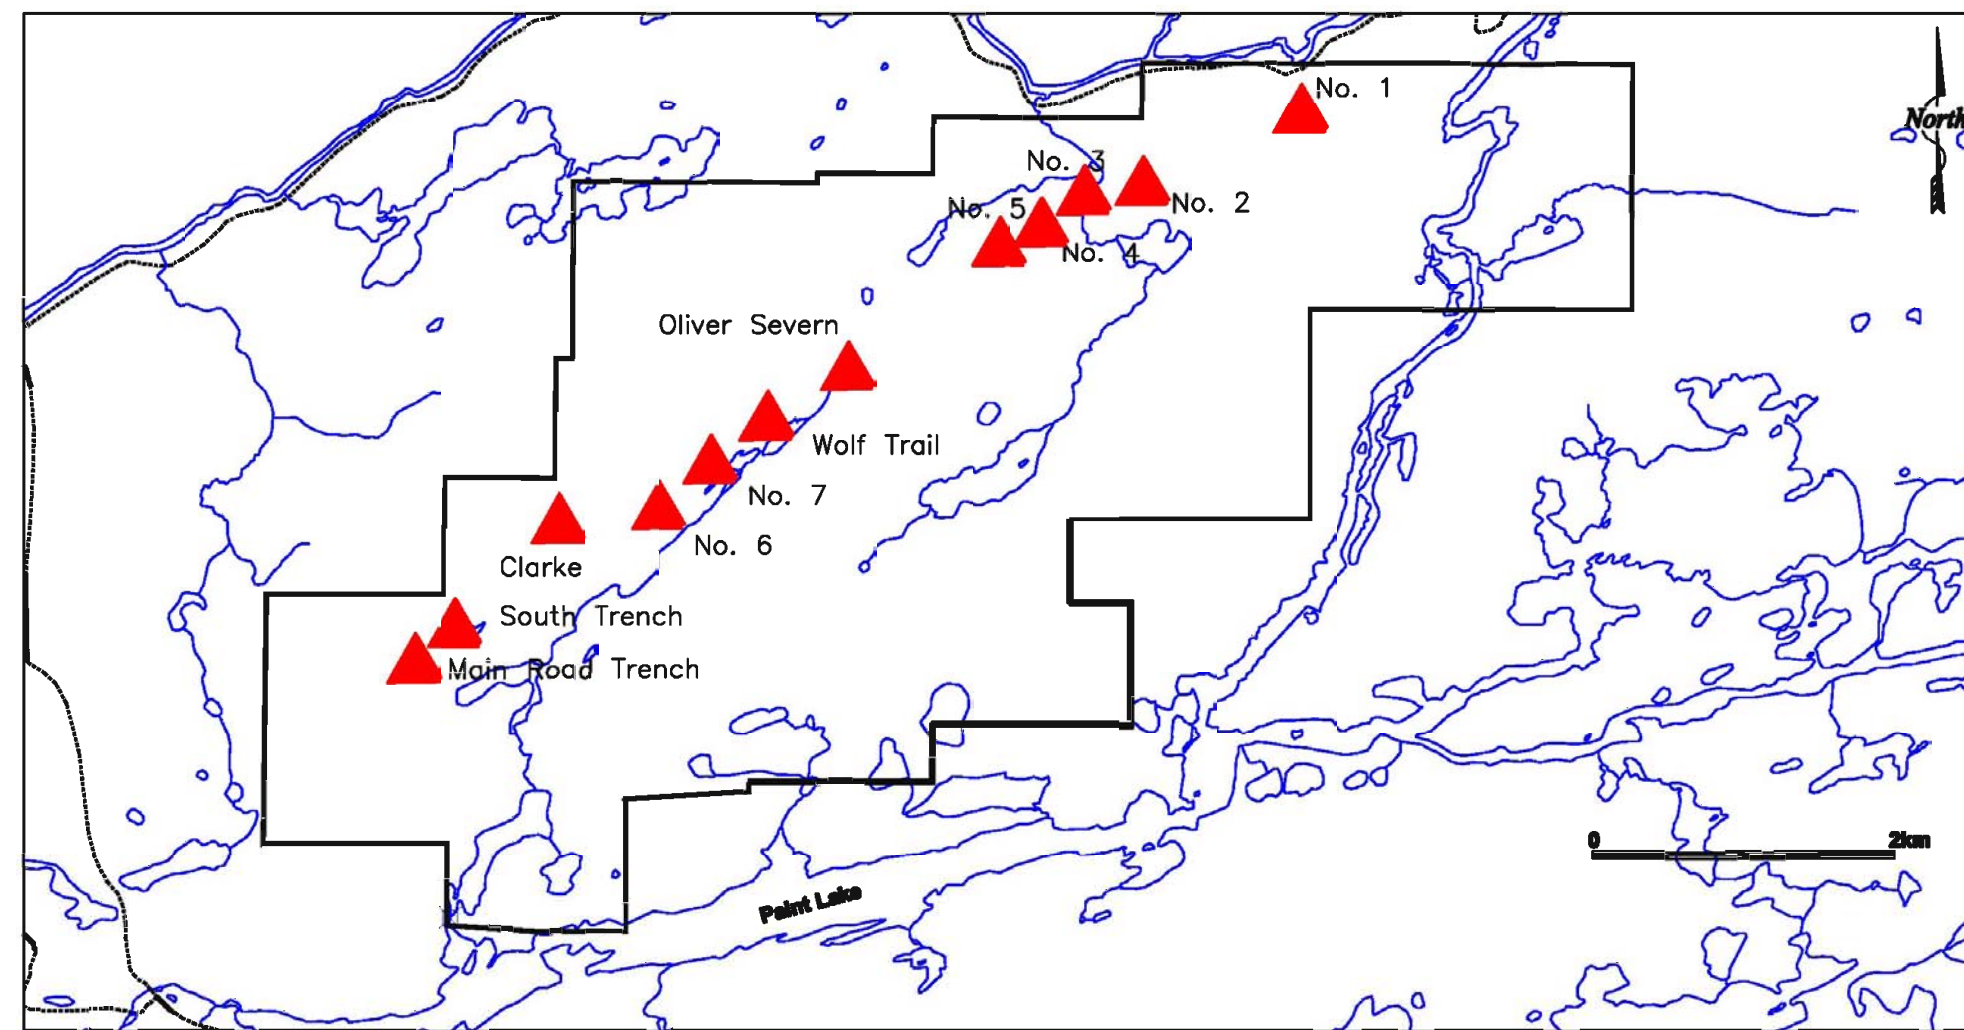 No. 1
North
No. 3
No. 2
No. 5
No. 4
Oliver Severn
Wolf Trail
No. 7
No. 6
Clarke
South Trench
Main Road Trench
0 2km
Paint Lake